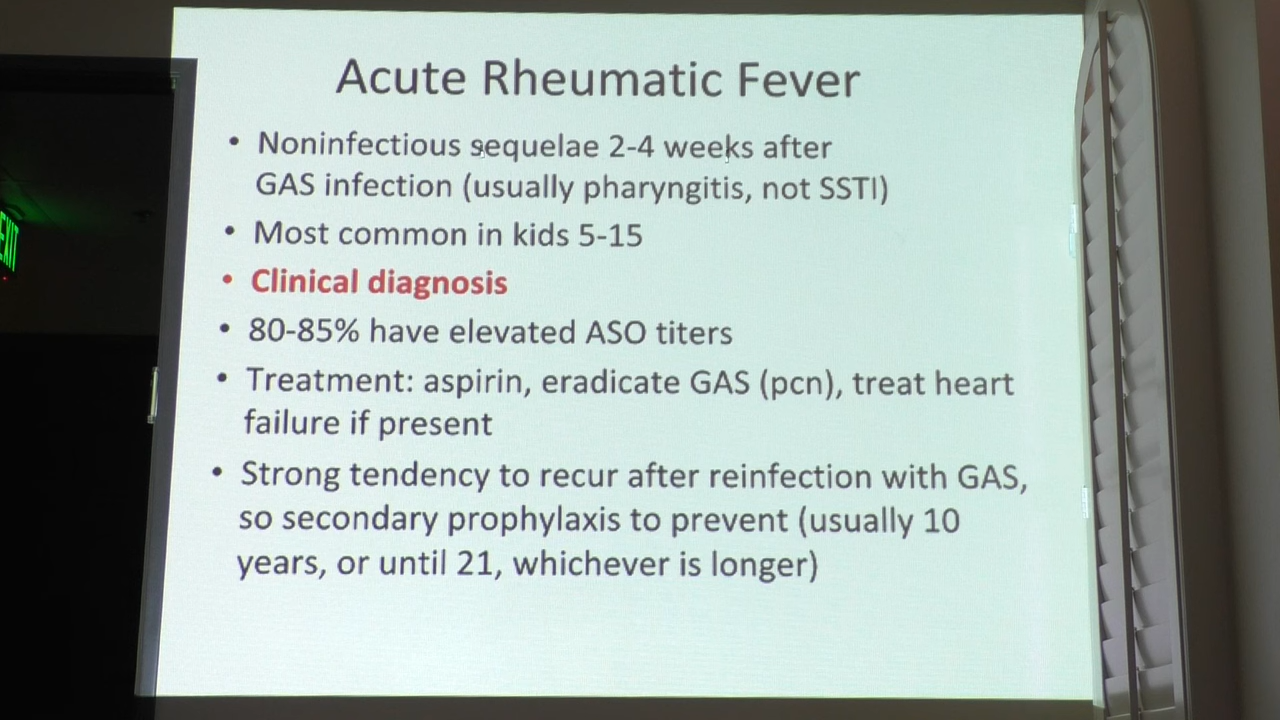 Acute Rheumatic Fever
• Noninfectious sequelae 2-4 weeks after
GAS infection (usually pharyngitis, not SSTI)
• Most common in kids 5-15
• Clinical diagnosis
• 80-85% have elevated ASO titers
• Treatment: aspirin, eradicate GAS (pcn), treat heart
failure if present
• Strong tendency to recur after reinfection with GAS,
so secondary prophylaxis to prevent (usually 10
years, or until 21, whichever is longer)
EXIT